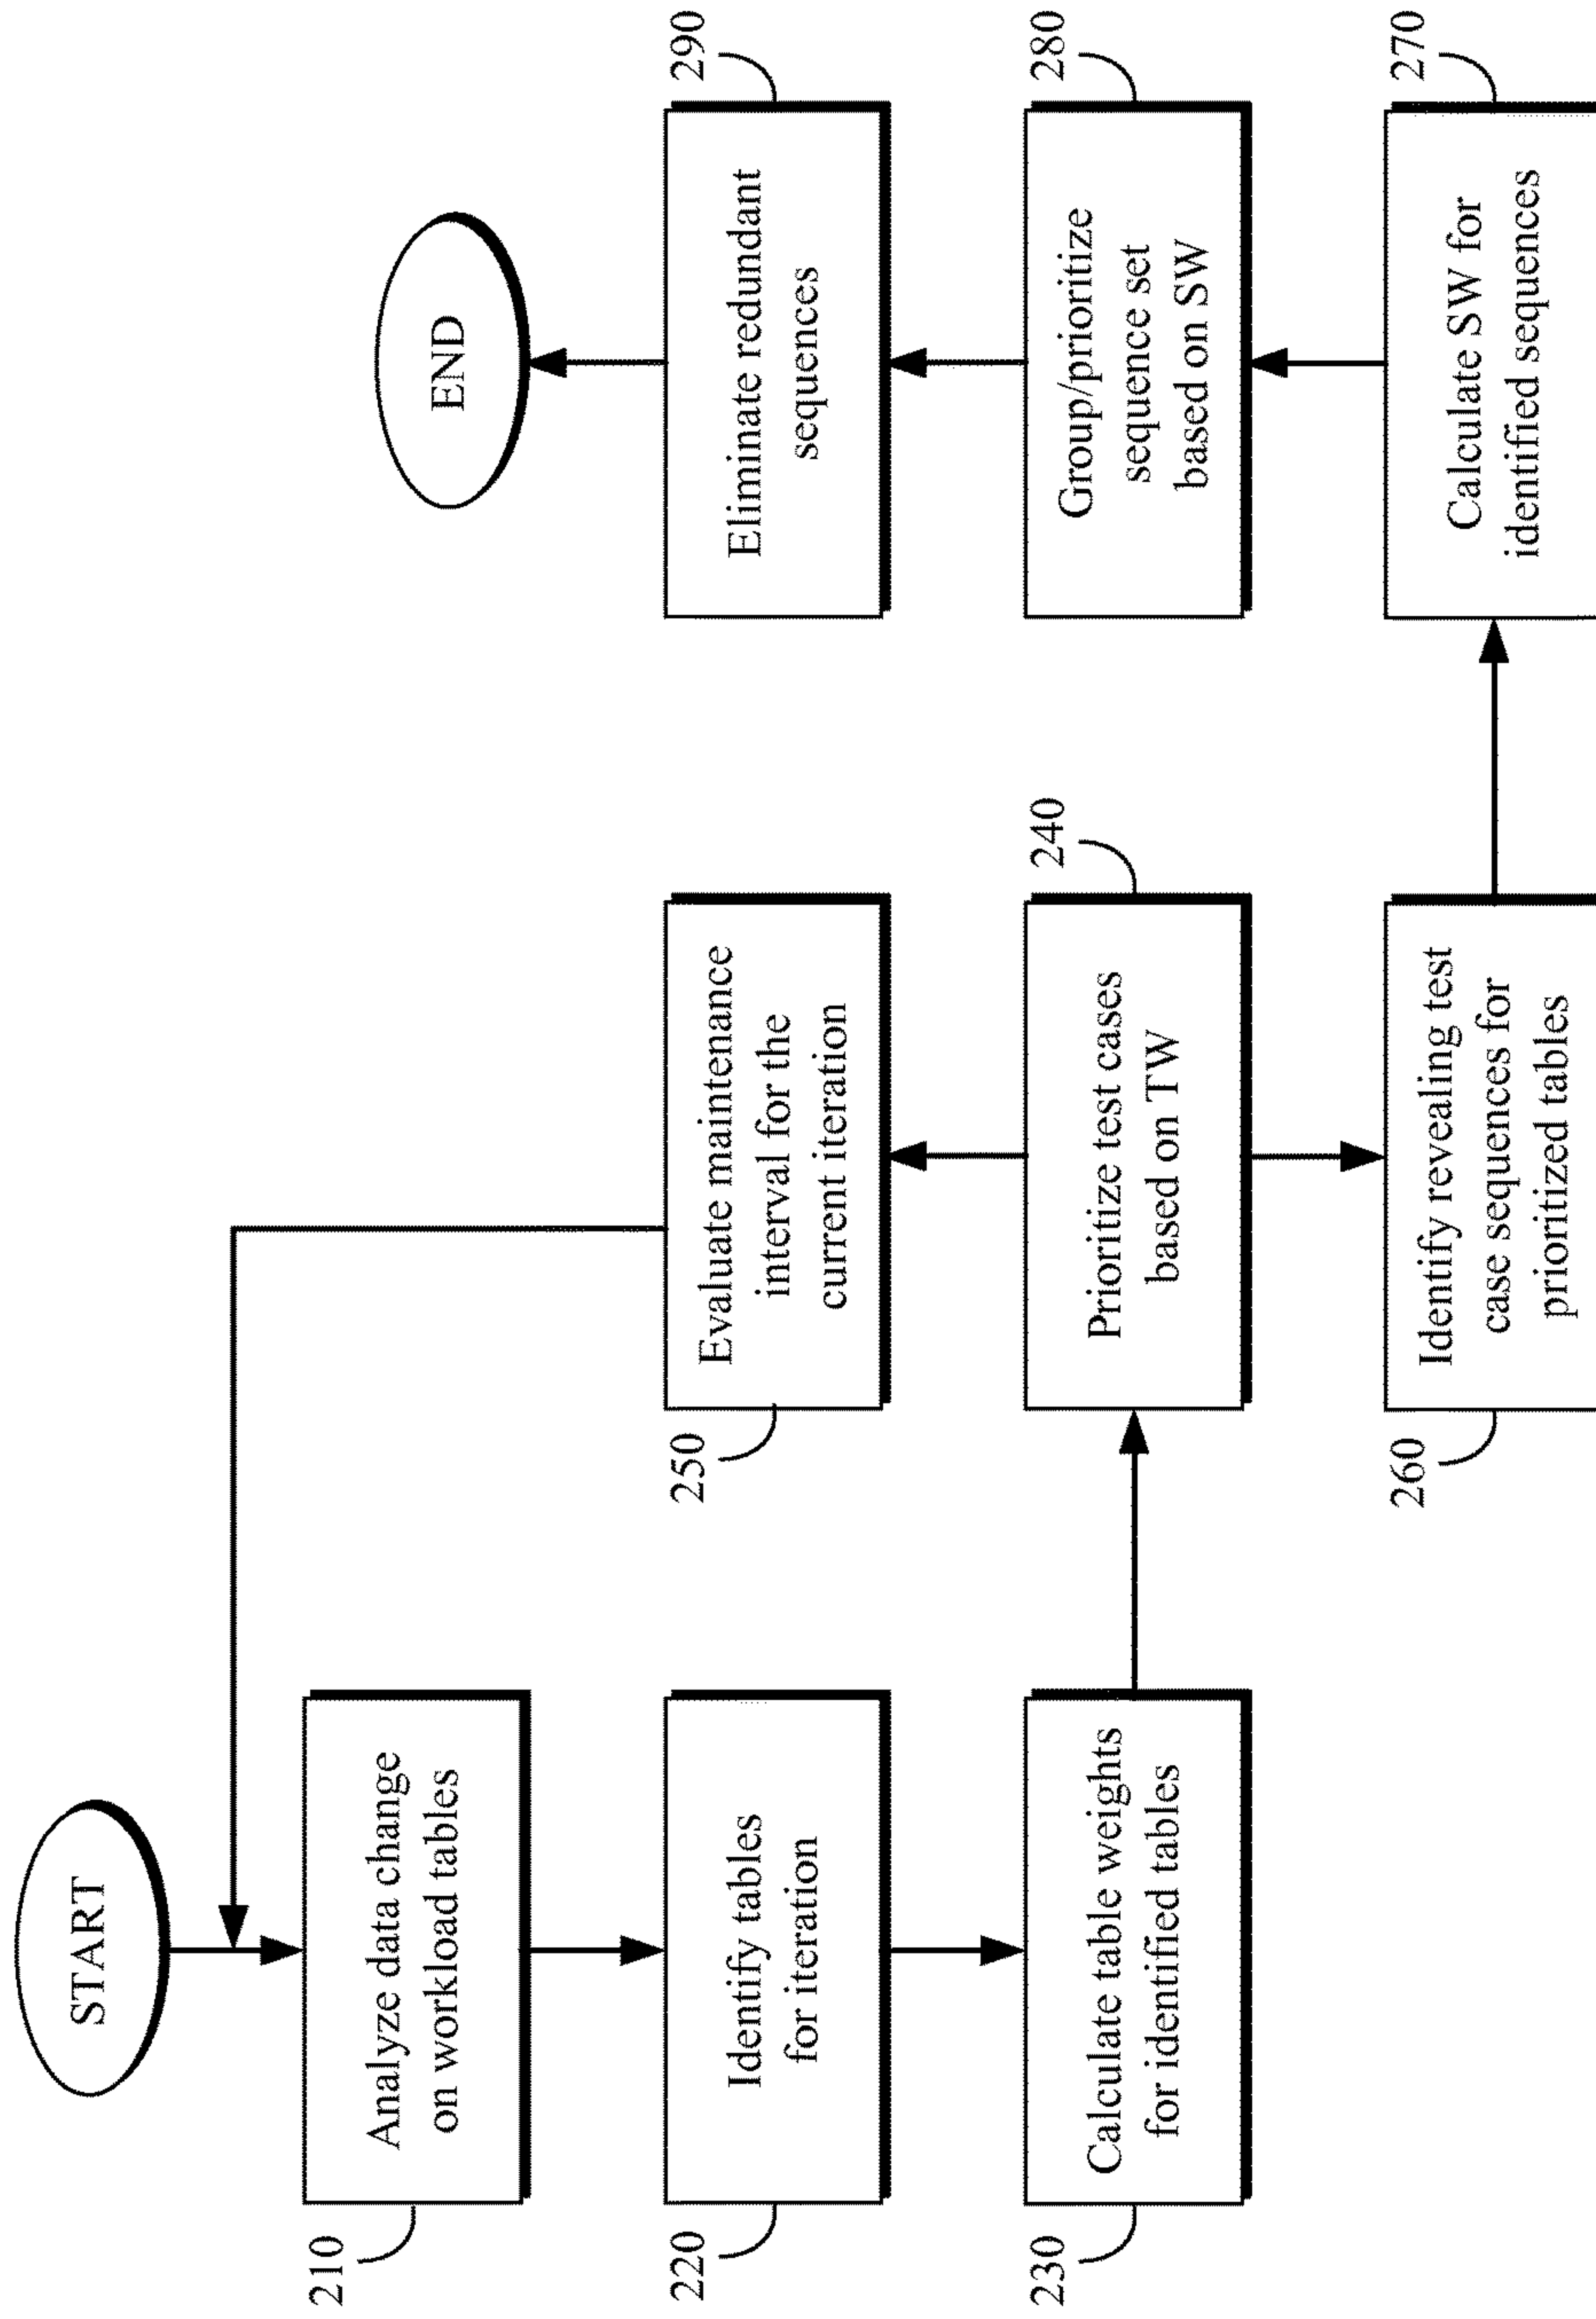 START
210
Analyze data change
on workload tables
220
Identify tables
for iteration
230
Calculate table weights
for identified tables
240
Prioritize test cases
based on TW
250
Evaluate maintenance
interval for the
current iteration
260
Identify revealing test
case sequences for
prioritized tables
270
Calculate SW for
identified sequences
280
Group/prioritize
sequence set
based on SW
290
Eliminate redundant
sequences
END